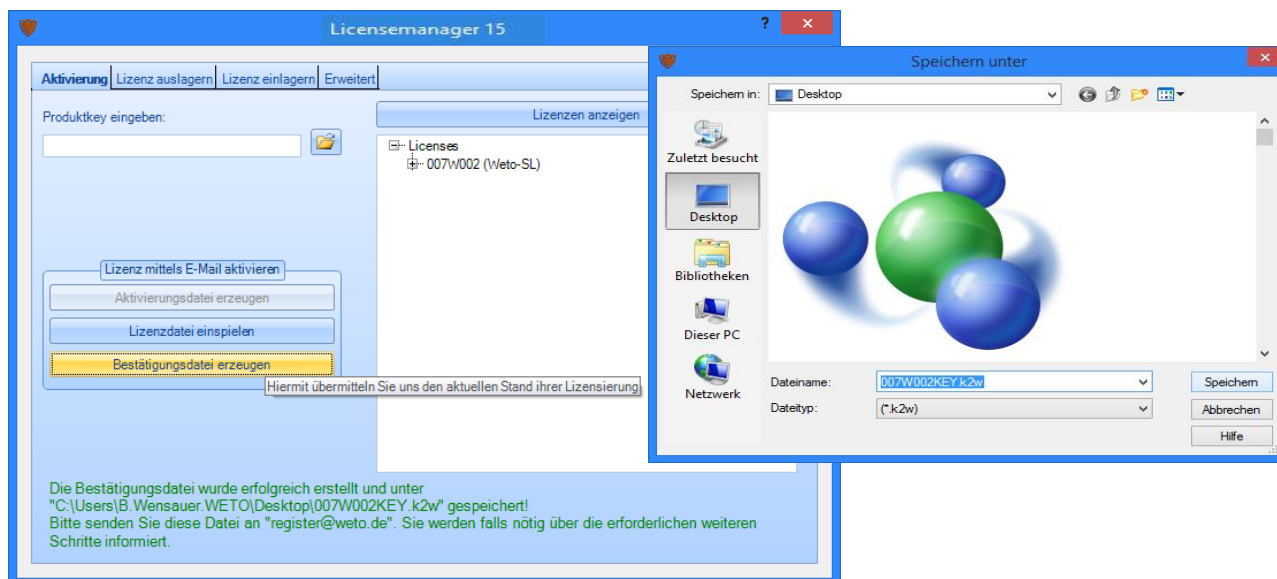 Licensemanager 15
?
Aktivierung Lizenz auslagern Lizenz einlagern Erweitert
Produktkey eingeben:
Lizenzen anzeigen
Licenses
007W002 (Weto-SL)
Lizenz mittels E-Mail aktivieren
Aktivierungsdatei erzeugen
Lizenzdatei einspielen
Bestätigungsdatei erzeugen
Hiermit übermitteln Sie uns den aktuellen Stand ihrer Lizensierung
Die Bestätigungsdatei wurde erfolgreich erstellt und unter
"C:\Users\B.Wensauer.WETO\Desktop\007W002KEY.k2w" gespeichert!
Bitte senden Sie diese Datei an "register@weto.de". Sie werden falls nötig über die erforderlichen weiteren
Schritte informiert.
Speichern unter
Speichern in: Desktop
Zuletzt besucht
Desktop
Bibliotheken
Dieser PC
Netzwerk
Dateiname: 007W002KEY.k2w Speichern
Dateityp: (*.k2w) Abbrechen
Hilfe